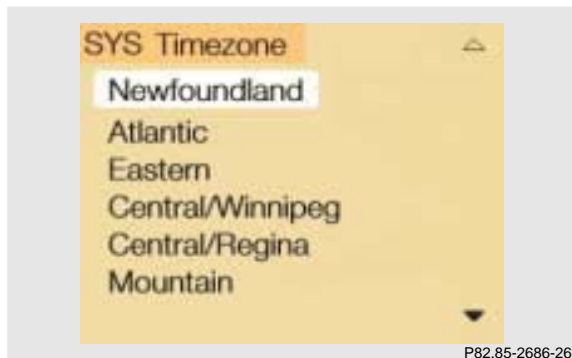 SYS Timezone
Newfoundland
Atlantic
Eastern
Central/Winnipeg
Central/Regina
Mountain
P82.85-2686-26